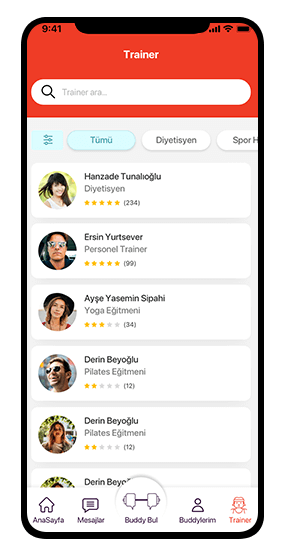 9:41
Trainer
Trainer ara...
Tümü
Diyetisyen
Spor H
Hanzade Tunalıoğlu
Diyetisyen
(234)
Ersin Yurtsever
Personel Trainer
(99)
Ayşe Yasemin Sipahi
Yoga Eğitmeni
(34)
Derin Beyoğlu
Pilates Eğitmeni
(12)
Derin Beyoğlu
Pilates Eğitmeni
(12)
Derin Beyoğlu
AnaSayfa
Mesajlar
Buddy Bul
Buddylerim
Trainer